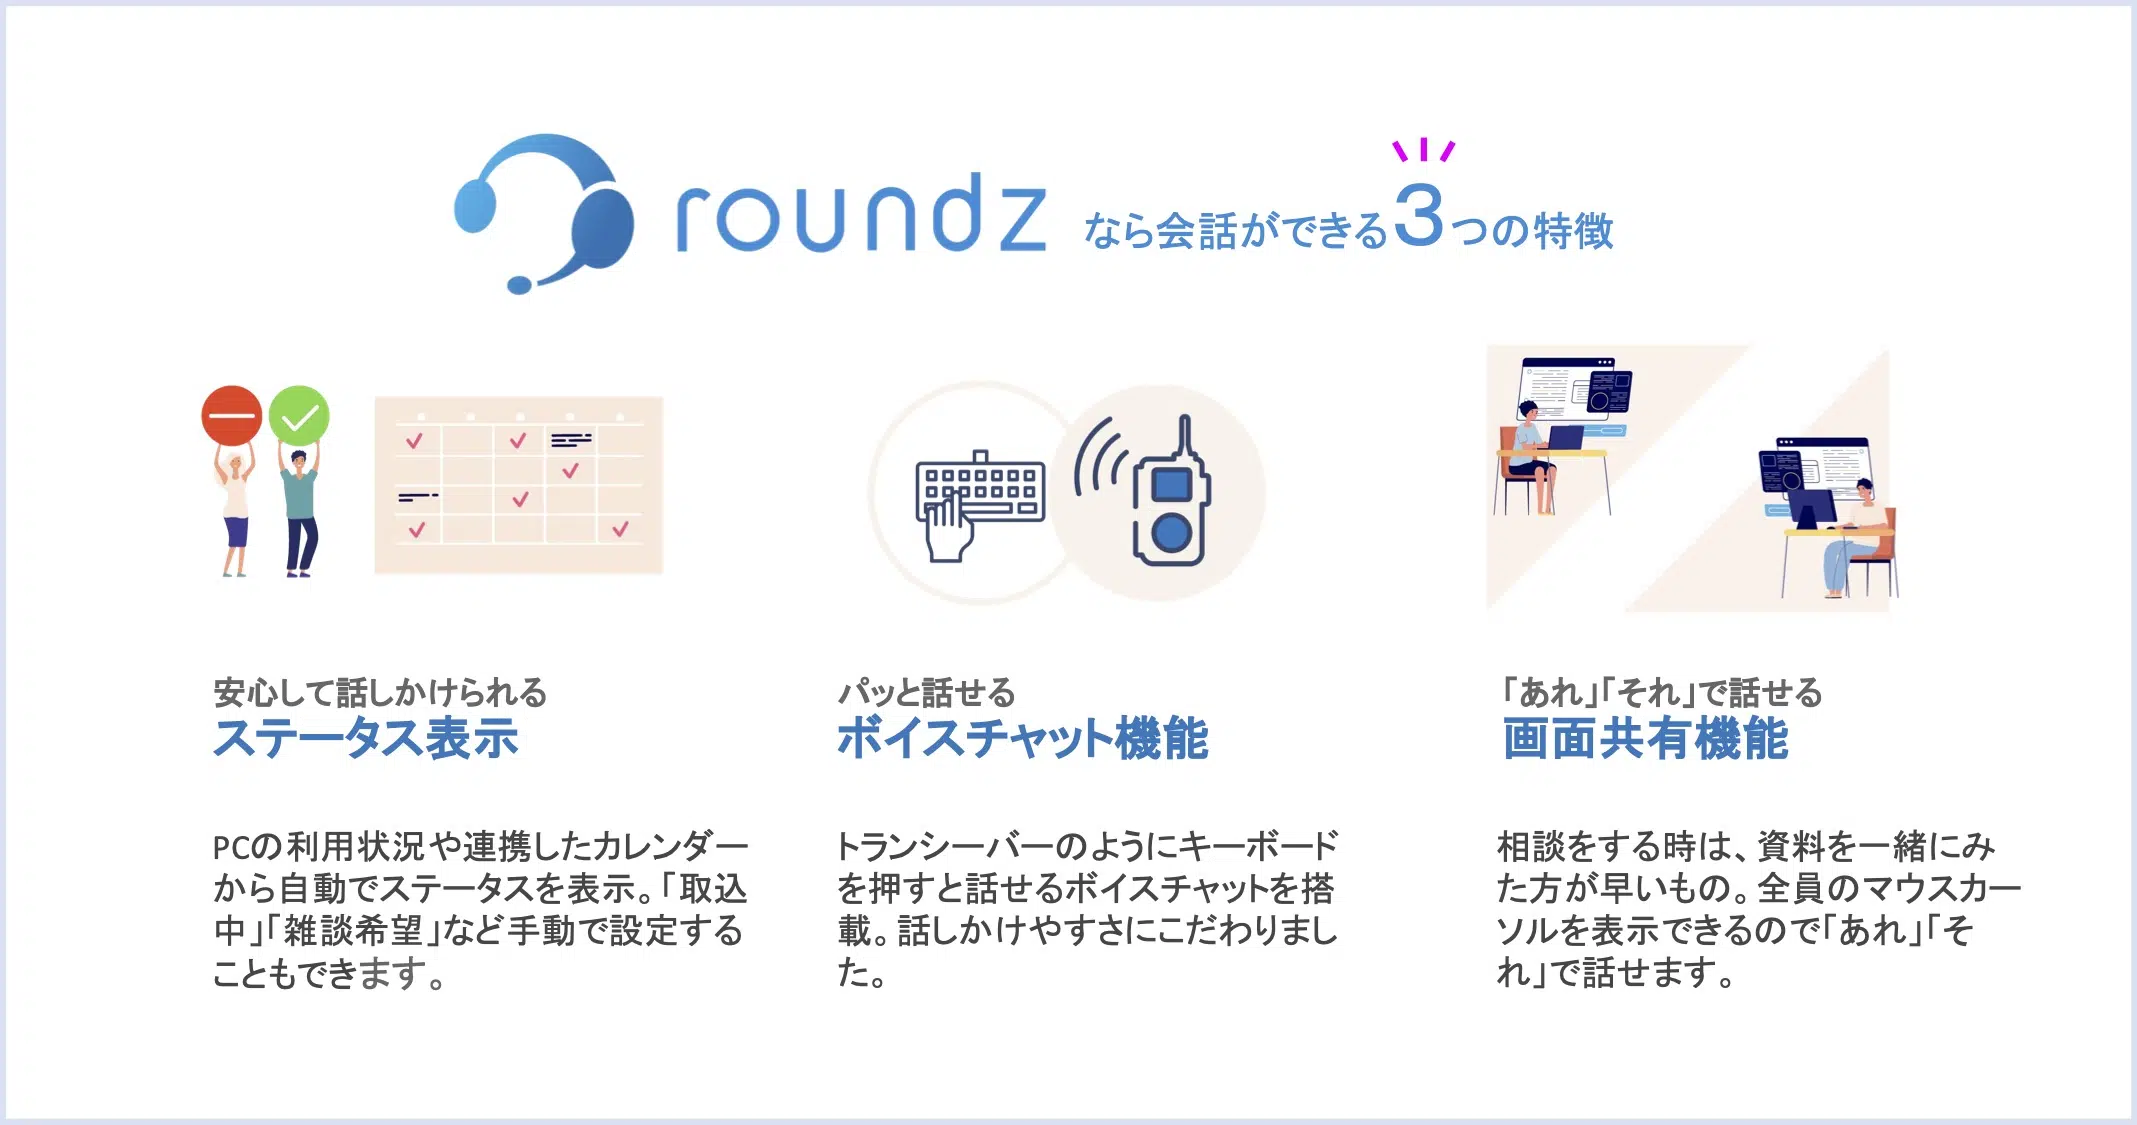 roundz なら会話ができる3つの特徴
安心して話しかけられる
ステータス表示
PCの利用状況や連携したカレンダー
から自動でステータスを表示。「取込
中」「雑談希望」など手動で設定する
こともできます。
パッと話せる
ボイスチャット機能
トランシーバーのようにキーボード
を押すと話せるボイスチャットを搭
載。話しかけやすさにこだわりまし
た。
「あれ」「それ」で話せる
画面共有機能
相談をする時は、資料を一緒にみ
た方が早いもの。全員のマウスカー
ソルを表示できるので「あれ」「そ
れ」で話せます。